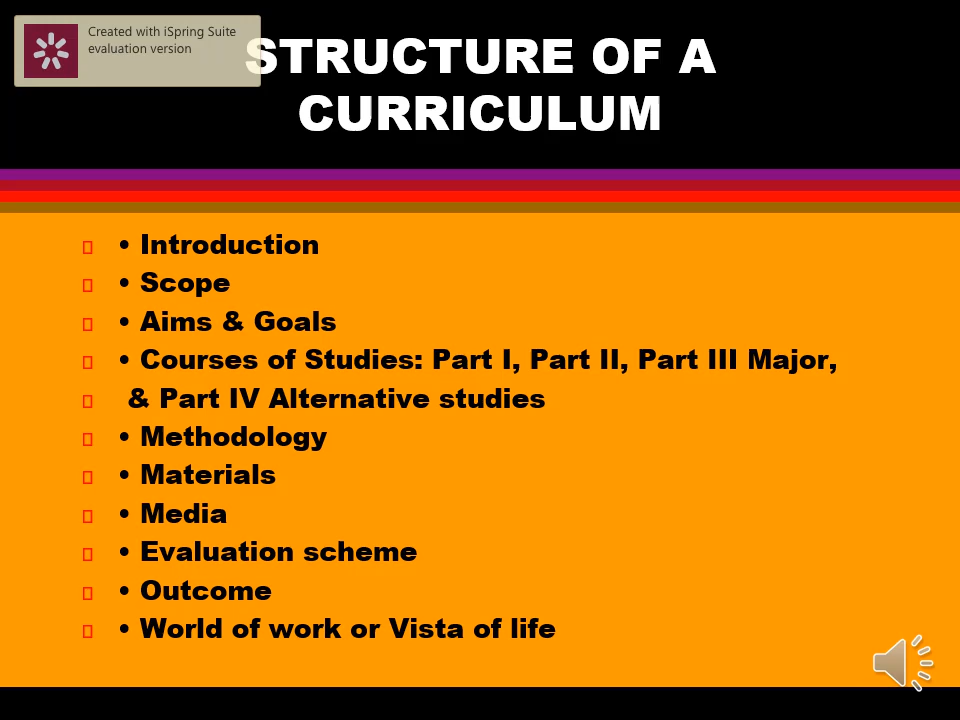 Created with iSpring Suite
evaluation version
STRUCTURE OF A
CURRICULUM
• Introduction
• Scope
• Aims & Goals
• Courses of Studies: Part I, Part II, Part III Major,
& Part IV Alternative studies
• Methodology
• Materials
• Media
• Evaluation scheme
• Outcome
• World of work or Vista of life